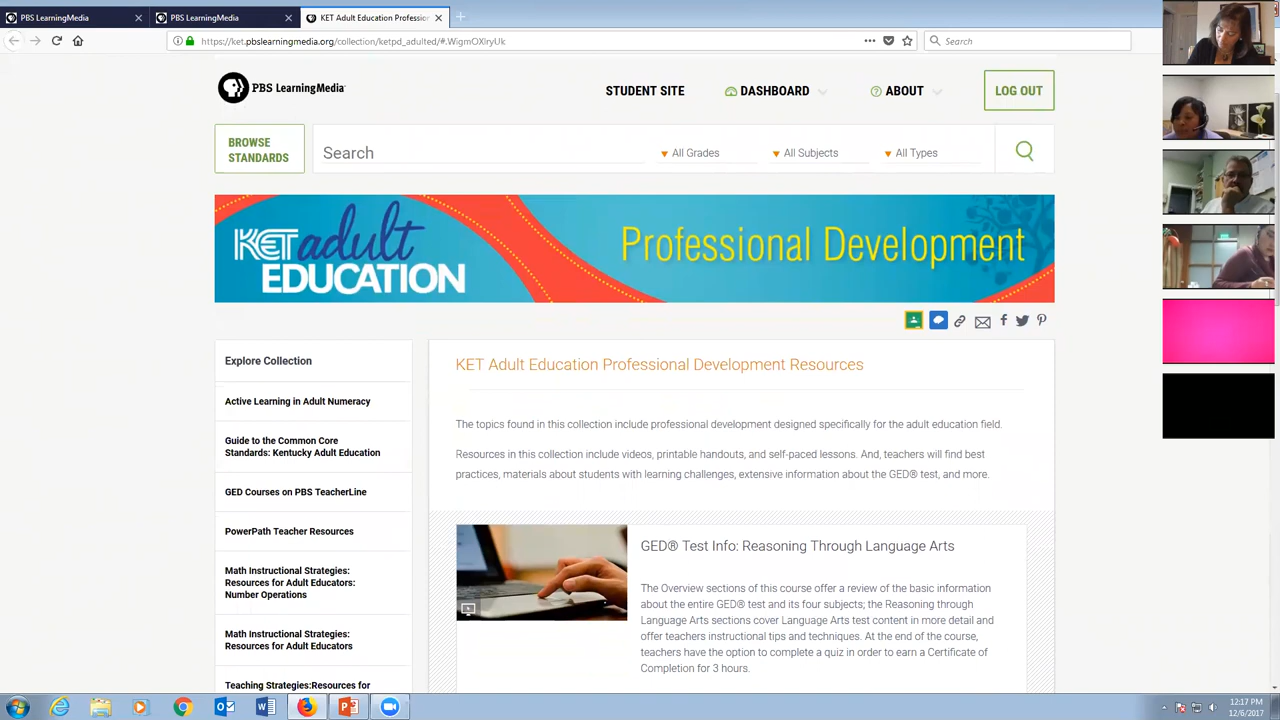 PBS LearningMedia
PBS LearningMedia
KET Adult Education Professio
https://ket.pbslearningmedia.org/collection/ketpd_adulted/#.WigmOXlryUk
Search
PBS LearningMedia
STUDENT SITE
DASHBOARD
ABOUT
LOG OUT
BROWSE
STANDARDS
Search
All Grades
All Subjects
All Types
KET adult
EDUCATION
Professional Development
Explore Collection
Active Learning in Adult Numeracy
Guide to the Common Core
Standards: Kentucky Adult Education
GED Courses on PBS TeacherLine
PowerPath Teacher Resources
Math Instructional Strategies:
Resources for Adult Educators:
Number Operations
Math Instructional Strategies:
Resources for Adult Educators
Teaching Strategies:Resources for
KET Adult Education Professional Development Resources
The topics found in this collection include professional development designed specifically for the adult education field.
Resources in this collection include videos, printable handouts, and self-paced lessons. And, teachers will find best
practices, materials about students with learning challenges, extensive information about the GED® test, and more.
GED® Test Info: Reasoning Through Language Arts
The Overview sections of this course offer a review of the basic information
about the entire GED® test and its four subjects; the Reasoning through
Language Arts sections cover Language Arts test content in more detail and
offer teachers instructional tips and techniques. At the end of the course,
teachers have the option to complete a quiz in order to earn a Certificate of
Completion for 3 hours.
12:17 PM
12/6/2017